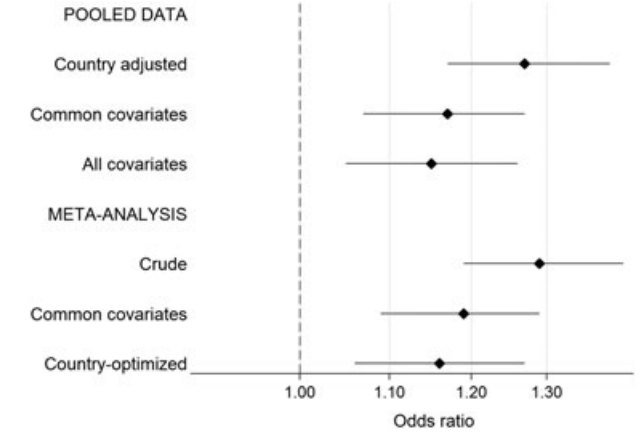 POOLED DATA
Country adjusted
Common covariates
All covariates
META-ANALYSIS
Crude
Common covariates
Country-optimized
1.00 1.10 1.20 1.30
Odds ratio